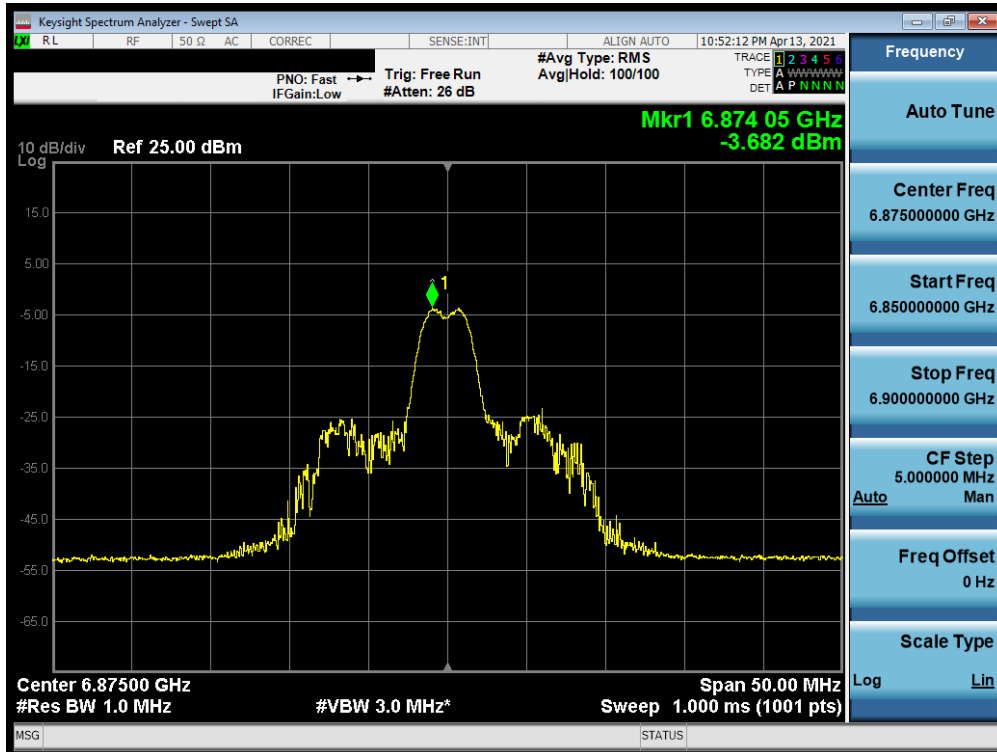 Keysight Spectrum Analyzer - Swept SA
LXI RL RF 50 Ω AC CORREC SENSE:INT ALIGN AUTO 10:52:12 PM Apr 13, 2021
PNO: Fast
IFGain:Low
Trig: Free Run
#Atten: 26 dB
#Avg Type: RMS
Avg|Hold: 100/100
TRACE 1 2 3 4 5 6
TYPE A WWWWW
DET A P N N N N
Mkr1 6.874 05 GHz
-3.682 dBm
10 dB/div Ref 25.00 dBm
Log
15.0
5.00
-5.00
-15.0
-25.0
-35.0
-45.0
-55.0
-65.0
1
Center 6.87500 GHz Span 50.00 MHz
#Res BW 1.0 MHz #VBW 3.0 MHz* Sweep 1.000 ms (1001 pts)
MSG STATUS
Frequency
Auto Tune
Center Freq
6.875000000 GHz
Start Freq
6.850000000 GHz
Stop Freq
6.900000000 GHz
CF Step
5.000000 MHz
Auto Man
Freq Offset
0 Hz
Scale Type
Log Lin